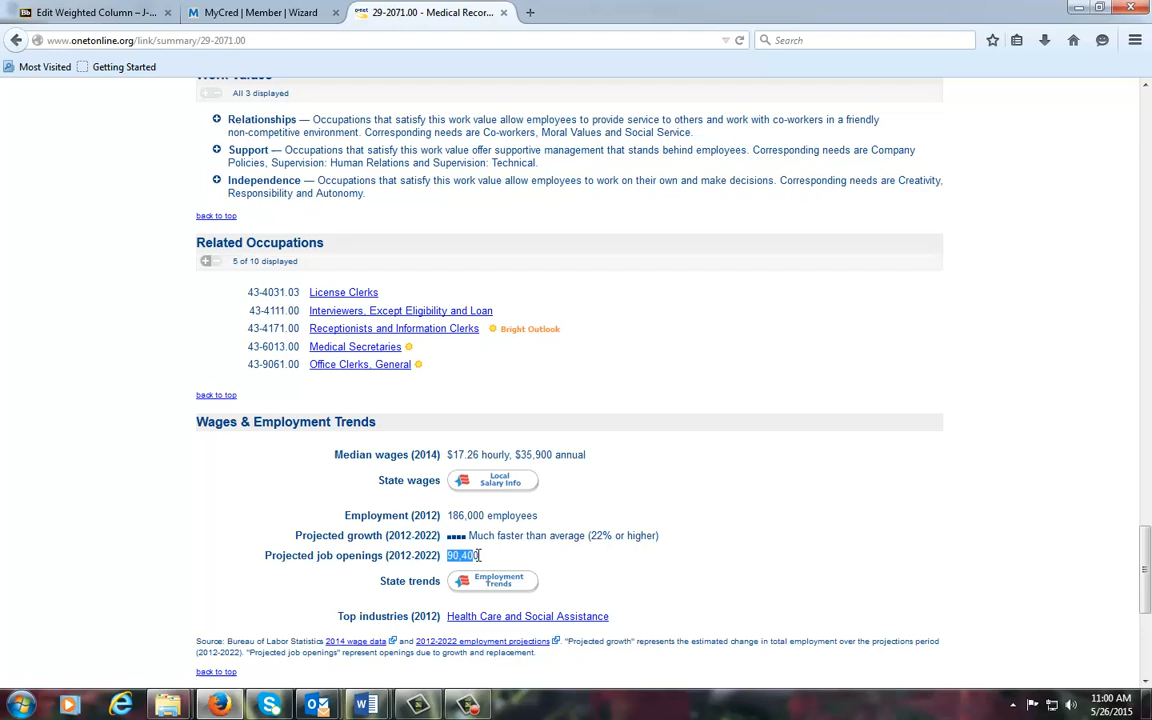 Edit Weighted Column – J-... × MyCred | Member | Wizard × 29-2071.00 - Medical Recor... × +
www.onetonline.org/link/summary/29-2071.00 Search
Most Visited Getting Started
Work Values
All 3 displayed
Relationships — Occupations that satisfy this work value allow employees to provide service to others and work with co-workers in a friendly
non-competitive environment. Corresponding needs are Co-workers, Moral Values and Social Service.
Support — Occupations that satisfy this work value offer supportive management that stands behind employees. Corresponding needs are Company
Policies, Supervision: Human Relations and Supervision: Technical.
Independence — Occupations that satisfy this work value allow employees to work on their own and make decisions. Corresponding needs are Creativity,
Responsibility and Autonomy.
back to top
Related Occupations
5 of 10 displayed
43-4031.03 License Clerks
43-4111.00 Interviewers, Except Eligibility and Loan
43-4171.00 Receptionists and Information Clerks Bright Outlook
43-6013.00 Medical Secretaries
43-9061.00 Office Clerks, General
back to top
Wages & Employment Trends
Median wages (2014) $17.26 hourly, $35,900 annual
State wages Local Salary Info
Employment (2012) 186,000 employees
Projected growth (2012-2022) Much faster than average (22% or higher)
Projected job openings (2012-2022) 90,400
State trends Employment Trends
Top industries (2012) Health Care and Social Assistance
Source: Bureau of Labor Statistics 2014 wage data and 2012-2022 employment projections. "Projected growth" represents the estimated change in total employment over the projections period
(2012-2022). "Projected job openings" represent openings due to growth and replacement.
back to top
11:00 AM
5/26/2015